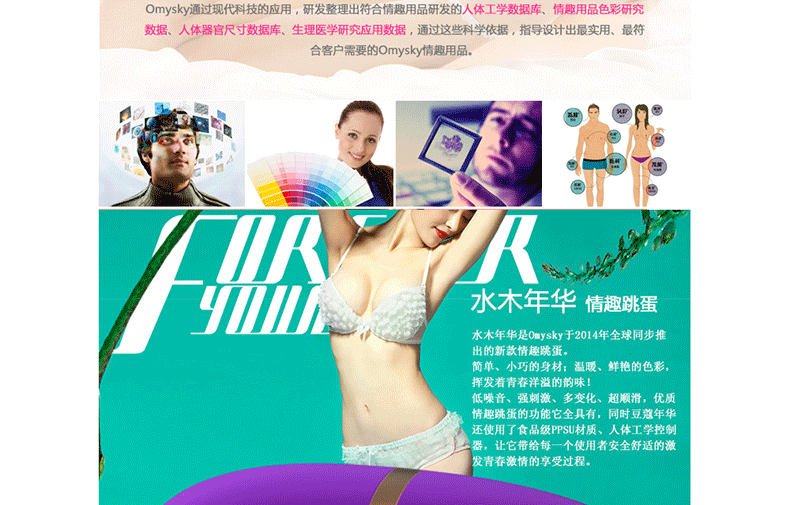 Omysky通过现代科技的应用，研发整理出符合情趣用品研发的人体工学数据库、情趣用品色彩研究
数据、人体器官尺寸数据库、生理医学研究应用数据，通过这些科学依据，指导设计出最实用、最符
合客户需要的Omysky情趣用品。
水木年华 情趣跳蛋
水木年华是Omysky于2014年全球同步推
出的新款情趣跳蛋。
简单、小巧的身材；温暖、鲜艳的色彩，
挥发着青春洋溢的韵味！
低噪音、强刺激、多变化、超顺滑，优质
情趣跳蛋的功能它全具有，同时豆蔻年华
还使用了食品级PPSU材质、人体工学控制
器，让它带给每一个使用者安全舒适的激
发青春激情的享受过程。